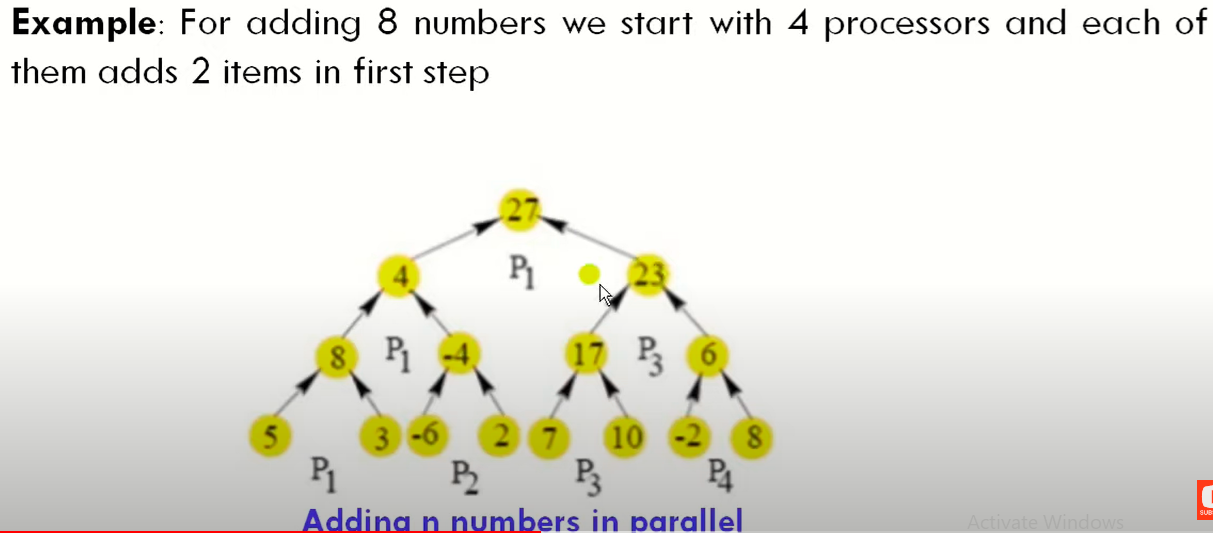 Example: For adding 8 numbers we start with 4 processors and each of
them adds 2 items in first step
27
4 P1 23
8 P1 -4 17 P3 6
5 3 -6 2 7 10 -2 8
P1 P2 P3 P4
Adding n numbers in parallel
Activate Windows
SUB